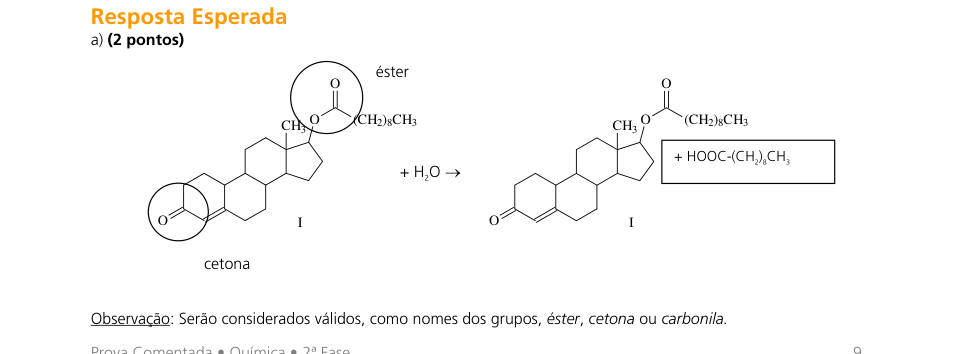 Resposta Esperada
a) (2 pontos)
éster
O
O
(CH2)8CH3
CH3
O
cetona
I
+ H2O →
O
O
(CH2)8CH3
CH3
O
I
+ HOOC-(CH2)8CH3
Observação: Serão considerados válidos, como nomes dos grupos, éster, cetona ou carbonila.
Prova Comentada • Química • 2ª Fase
9